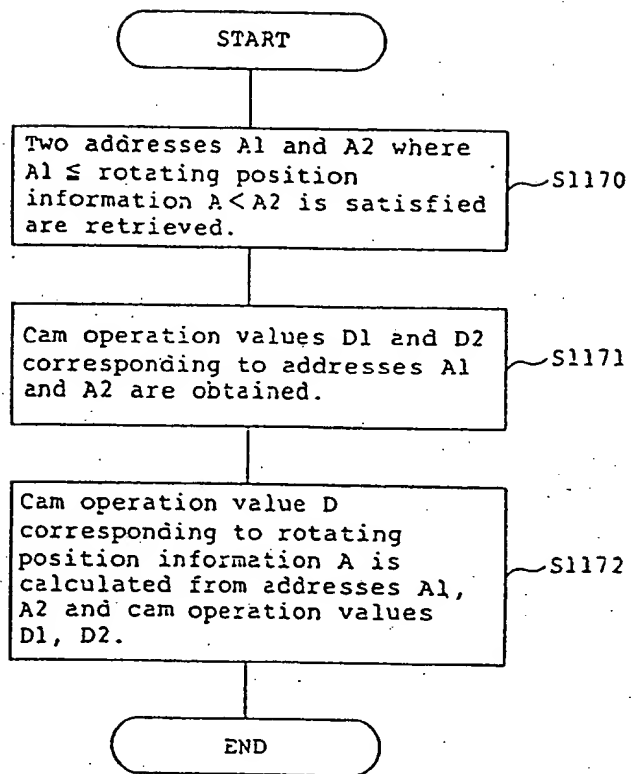 START
Two addresses A1 and A2 where
A1 ≦ rotating position
information A < A2 is satisfied
are retrieved.
S1170
Cam operation values D1 and D2
corresponding to addresses A1
and A2 are obtained.
S1171
Cam operation value D
corresponding to rotating
position information A is
calculated from addresses A1,
A2 and cam operation values
D1, D2.
S1172
END